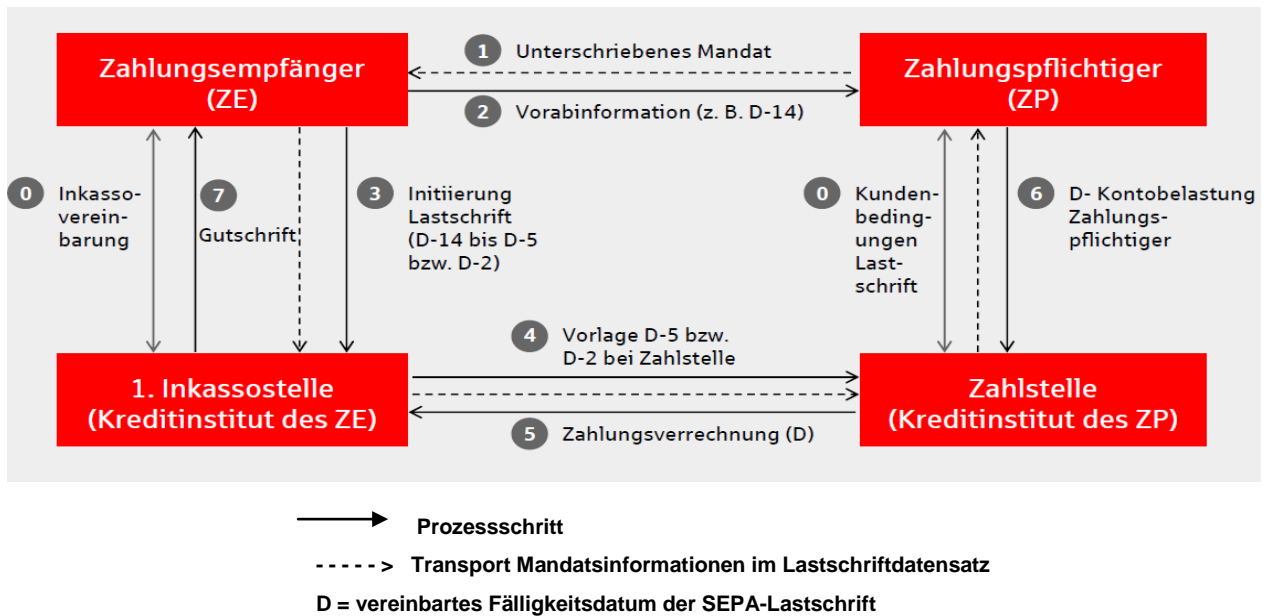 Zahlungsempfänger
(ZE)
1 Unterschriebenes Mandat
2 Vorabinformation (z. B. D-14)
Zahlungspflichtiger
(ZP)
0 Inkasso-
verein-
barung
7
Gutschrift
3 Initiierung
Lastschrift
(D-14 bis D-5
bzw. D-2)
0 Kunden-
beding-
ungen
Last-
schrift
6 D- Kontobelastung
Zahlungs-
pflichtiger
1. Inkassostelle
(Kreditinstitut des ZE)
4 Vorlage D-5 bzw.
D-2 bei Zahlstelle
5 Zahlungsverrechnung (D)
Zahlstelle
(Kreditinstitut des ZP)
Prozessschritt
Transport Mandatsinformationen im Lastschriftdatensatz
D = vereinbartes Fälligkeitsdatum der SEPA-Lastschrift